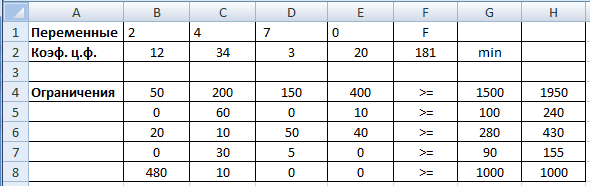 A B C D E F G H
1 Переменные 2 4 7 0 F
2 Коэф. ц.ф. 12 34 3 20 181 min
3
4 Ограничения 50 200 150 400 >= 1500 1950
5 0 60 0 10 >= 100 240
6 20 10 50 40 >= 280 430
7 0 30 5 0 >= 90 155
8 480 10 0 0 >= 1000 1000